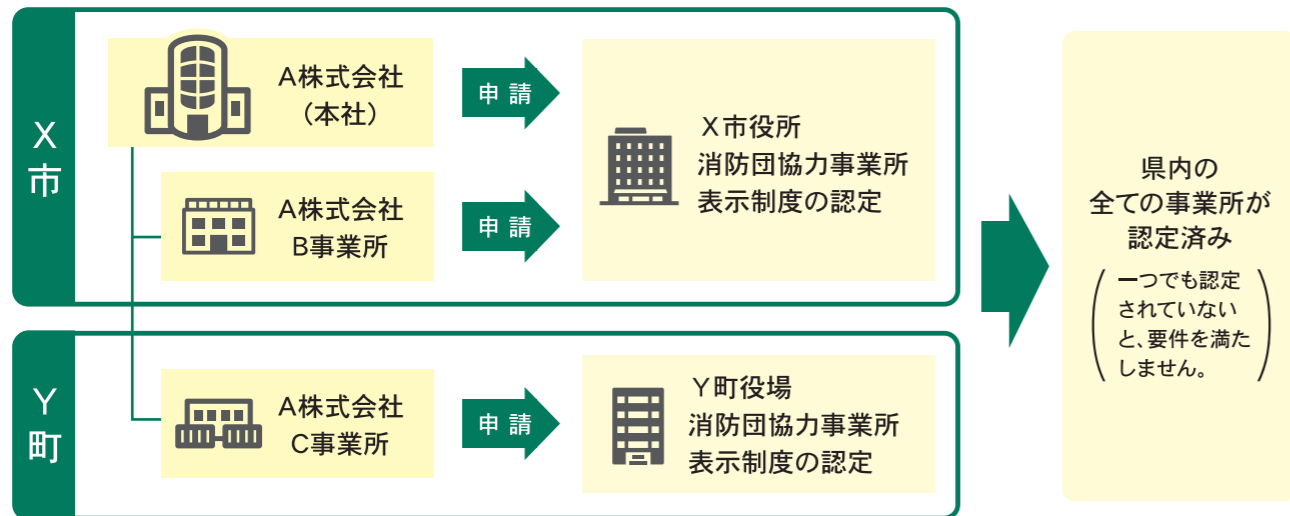 X市
A株式会社
（本社）
申請
A株式会社
B事業所
申請
X市役所
消防団協力事業所
表示制度の認定
Y町
A株式会社
C事業所
申請
Y町役場
消防団協力事業所
表示制度の認定
県内の
全ての事業所が
認定済み
（一つでも認定
されていない
と、要件を満た
しません。）